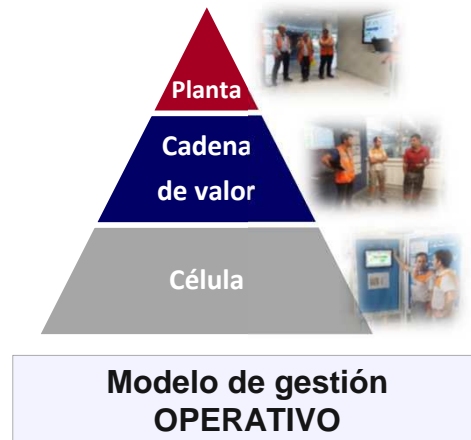 Planta
Cadena
de valor
Célula
Modelo de gestión
OPERATIVO